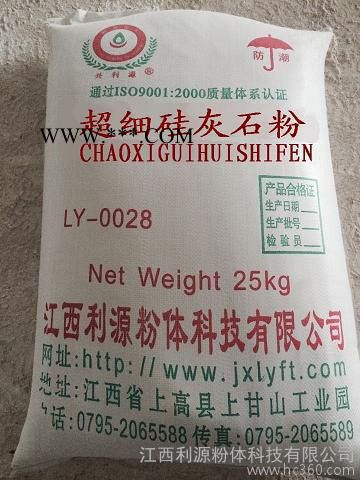 兴利源®
防潮
通过ISO9001:2000质量体系认证
www.***.COM
超细硅灰石粉
CHAOXIGUIHUISHIFEN
产品合格证
生产日期
生产批号
检验员
LY-0028
Net Weight 25kg
江西利源粉体科技有限公司
网址:http://www.jxlyft.com
地址:江西省上高县上甘山工业园
电话:0795-2065588 传真:0795-2065589
江西利源粉体科技有限公司
www.hc360.com